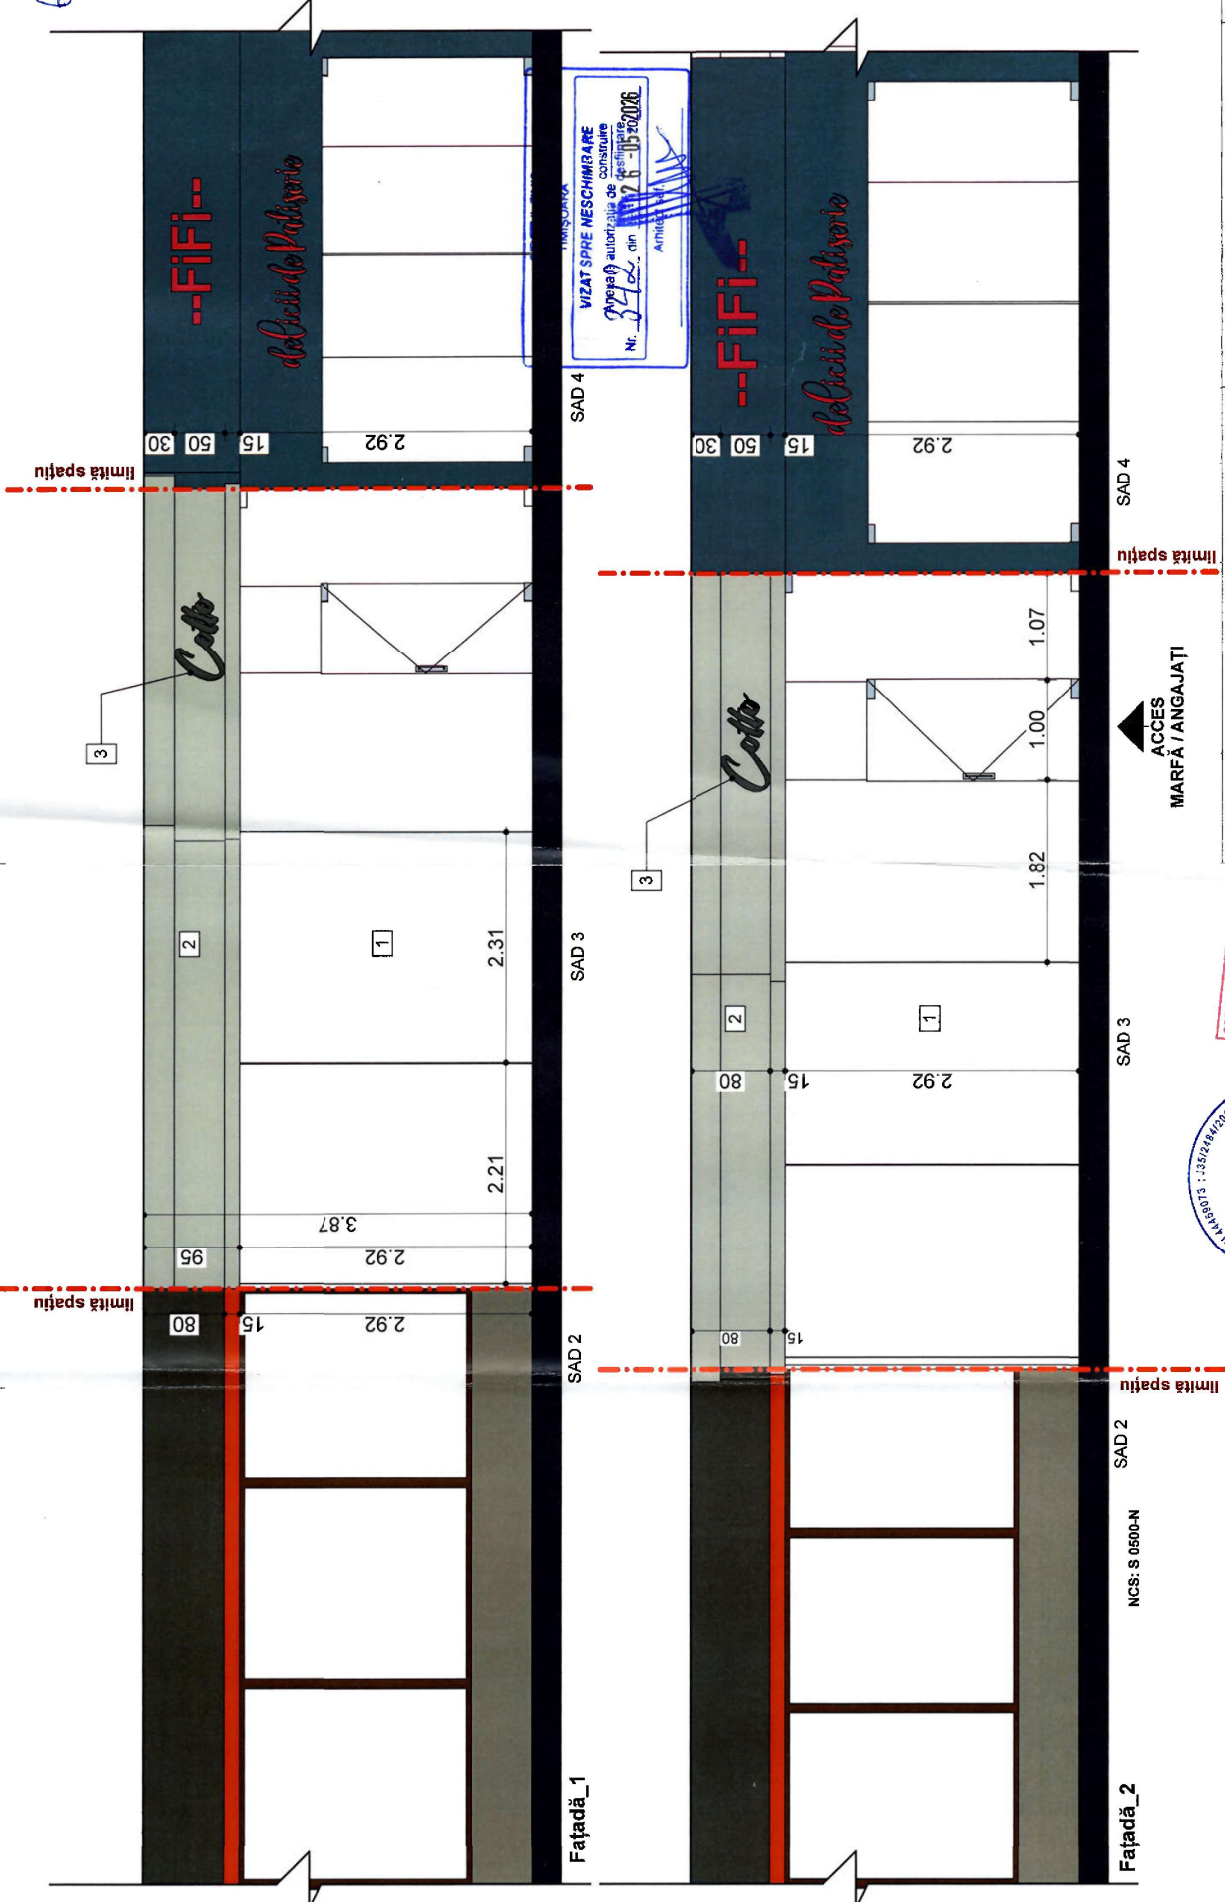 Fațadă_1
SAD 2
SAD 3
SAD 4
limită spațiu
limită spațiu
80
15
2.92
95
2.92
3.87
2.21
2.31
2
1
3
Cotto
30
50
15
2.92
--FiFi--
delicii de Patiserie
TIMIȘOARA
VIZAT SPRE NESCHIMBARE
Anexa la autorizația de construire
desființare
Nr. 342 din 26-05-2026
Arhitect șef,
Fațadă_2
SAD 2
SAD 3
SAD 4
limită spațiu
limită spațiu
NCS: S 0500-N
80
15
80
15
2.92
2
1
3
Cotto
1.82
1.00
1.07
ACCES
MARFĂ / ANGAJAȚI
30
50
15
2.92
--FiFi--
delicii de Patiserie